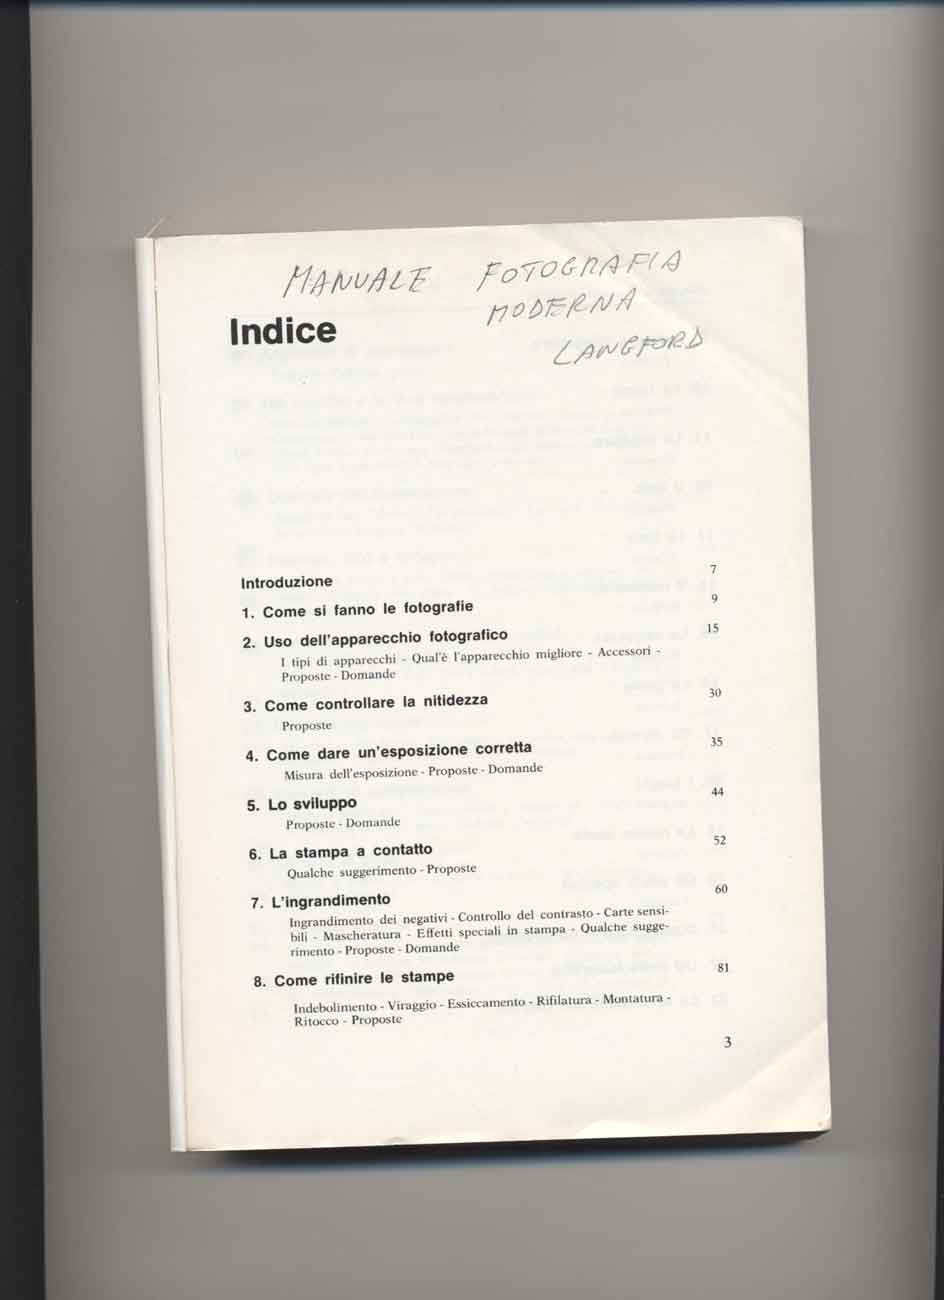 MANUALE FOTOGRAFIA
MODERNA
LANGFORD
Indice
Introduzione 7
1. Come si fanno le fotografie 9
2. Uso dell'apparecchio fotografico 15
I tipi di apparecchi - Qual'è l'apparecchio migliore - Accessori -
Proposte - Domande
3. Come controllare la nitidezza 30
Proposte
4. Come dare un'esposizione corretta 35
Misura dell'esposizione - Proposte - Domande
5. Lo sviluppo 44
Proposte - Domande
6. La stampa a contatto 52
Qualche suggerimento - Proposte
7. L'ingrandimento 60
Ingrandimento dei negativi - Controllo del contrasto - Carte sensi-
bili - Mascheratura - Effetti speciali in stampa - Qualche sugge-
rimento - Proposte - Domande
8. Come rifinire le stampe 81
Indebolimento - Viraggio - Essiccamento - Rifilatura - Montatura -
Ritocco - Proposte
3